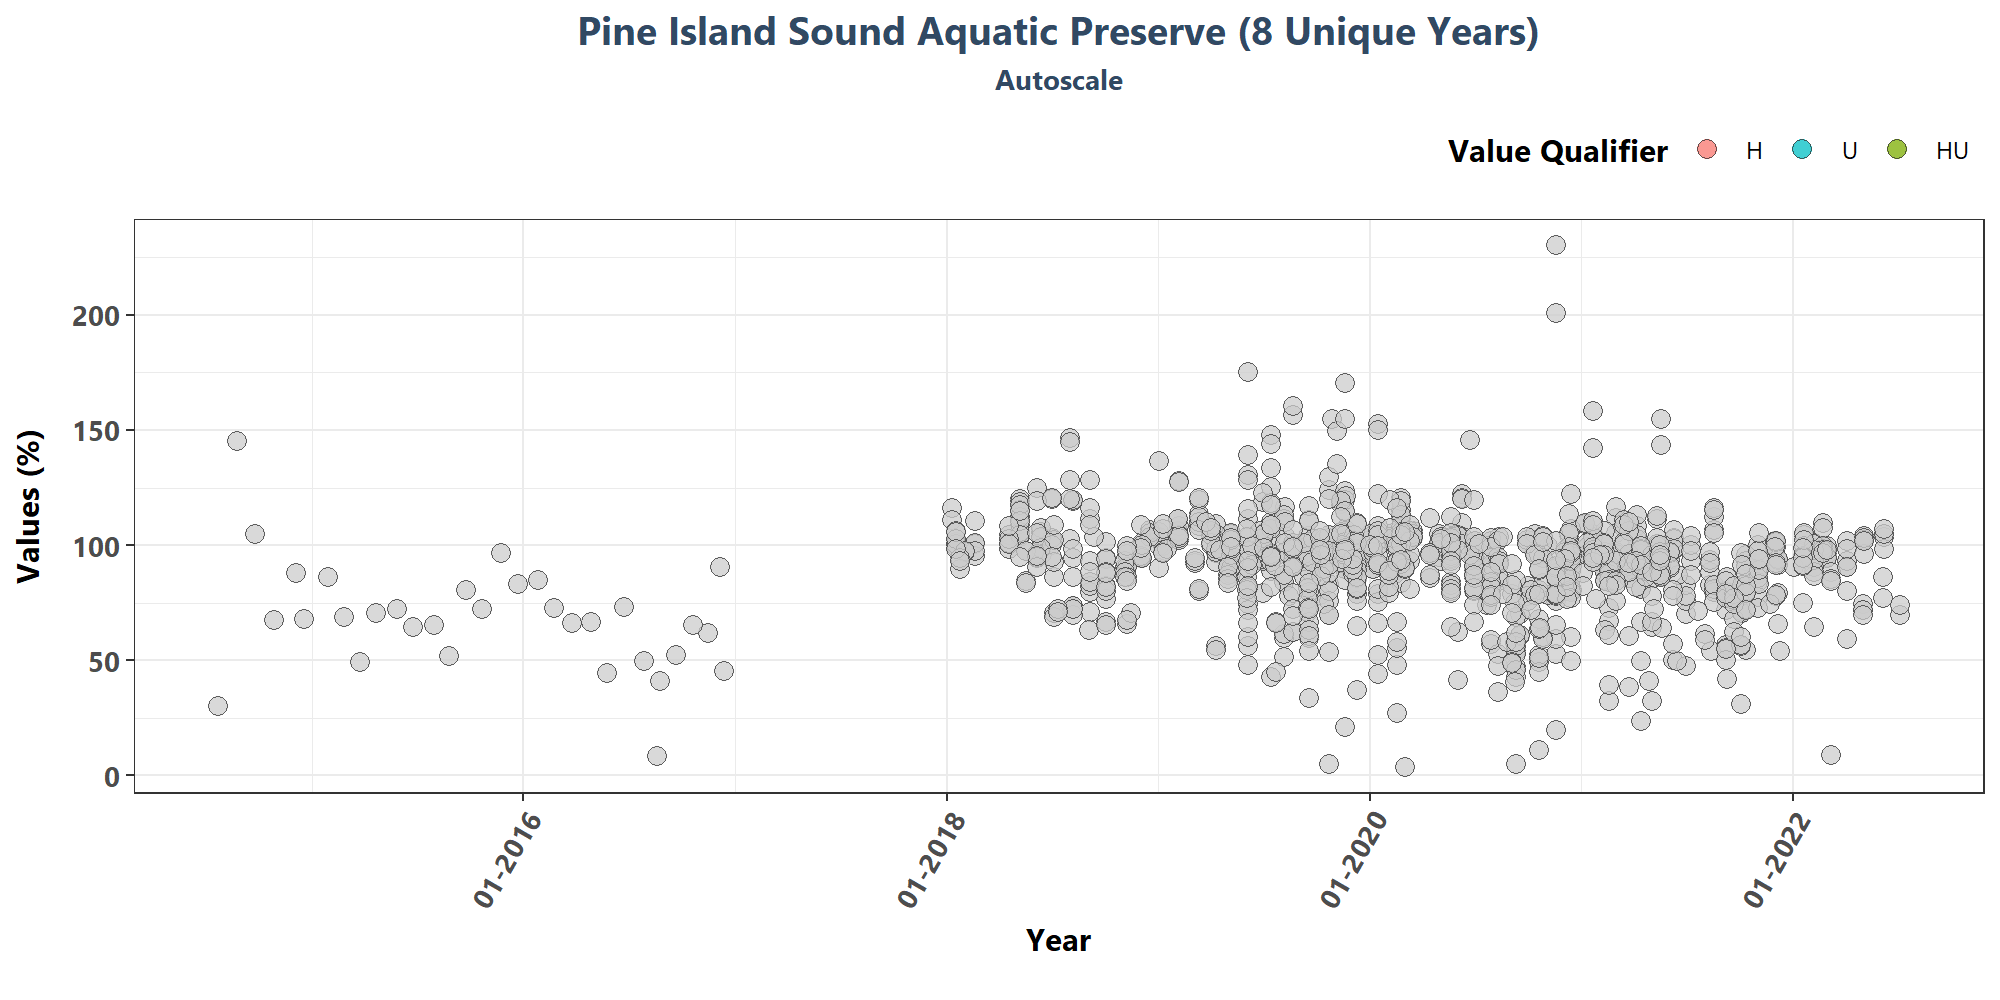 Pine Island Sound Aquatic Preserve (8 Unique Years)
Autoscale
Value Qualifier H U HU
Values (%)
200
150
100
50
0
01-2016 01-2018 01-2020 01-2022
Year